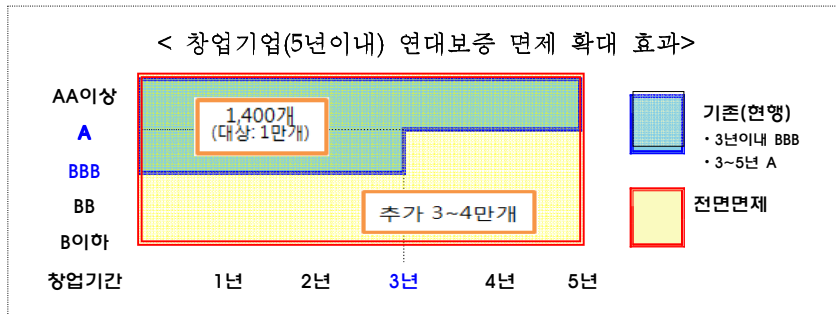 < 창업기업(5년이내) 연대보증 면제 확대 효과>
AA이상
A
BBB
BB
B이하
1,400개
(대상: 1만개)
추가 3~4만개
창업기간
1년
2년
3년
4년
5년
기존(현행)
· 3년이내 BBB
· 3~5년 A
전면면제